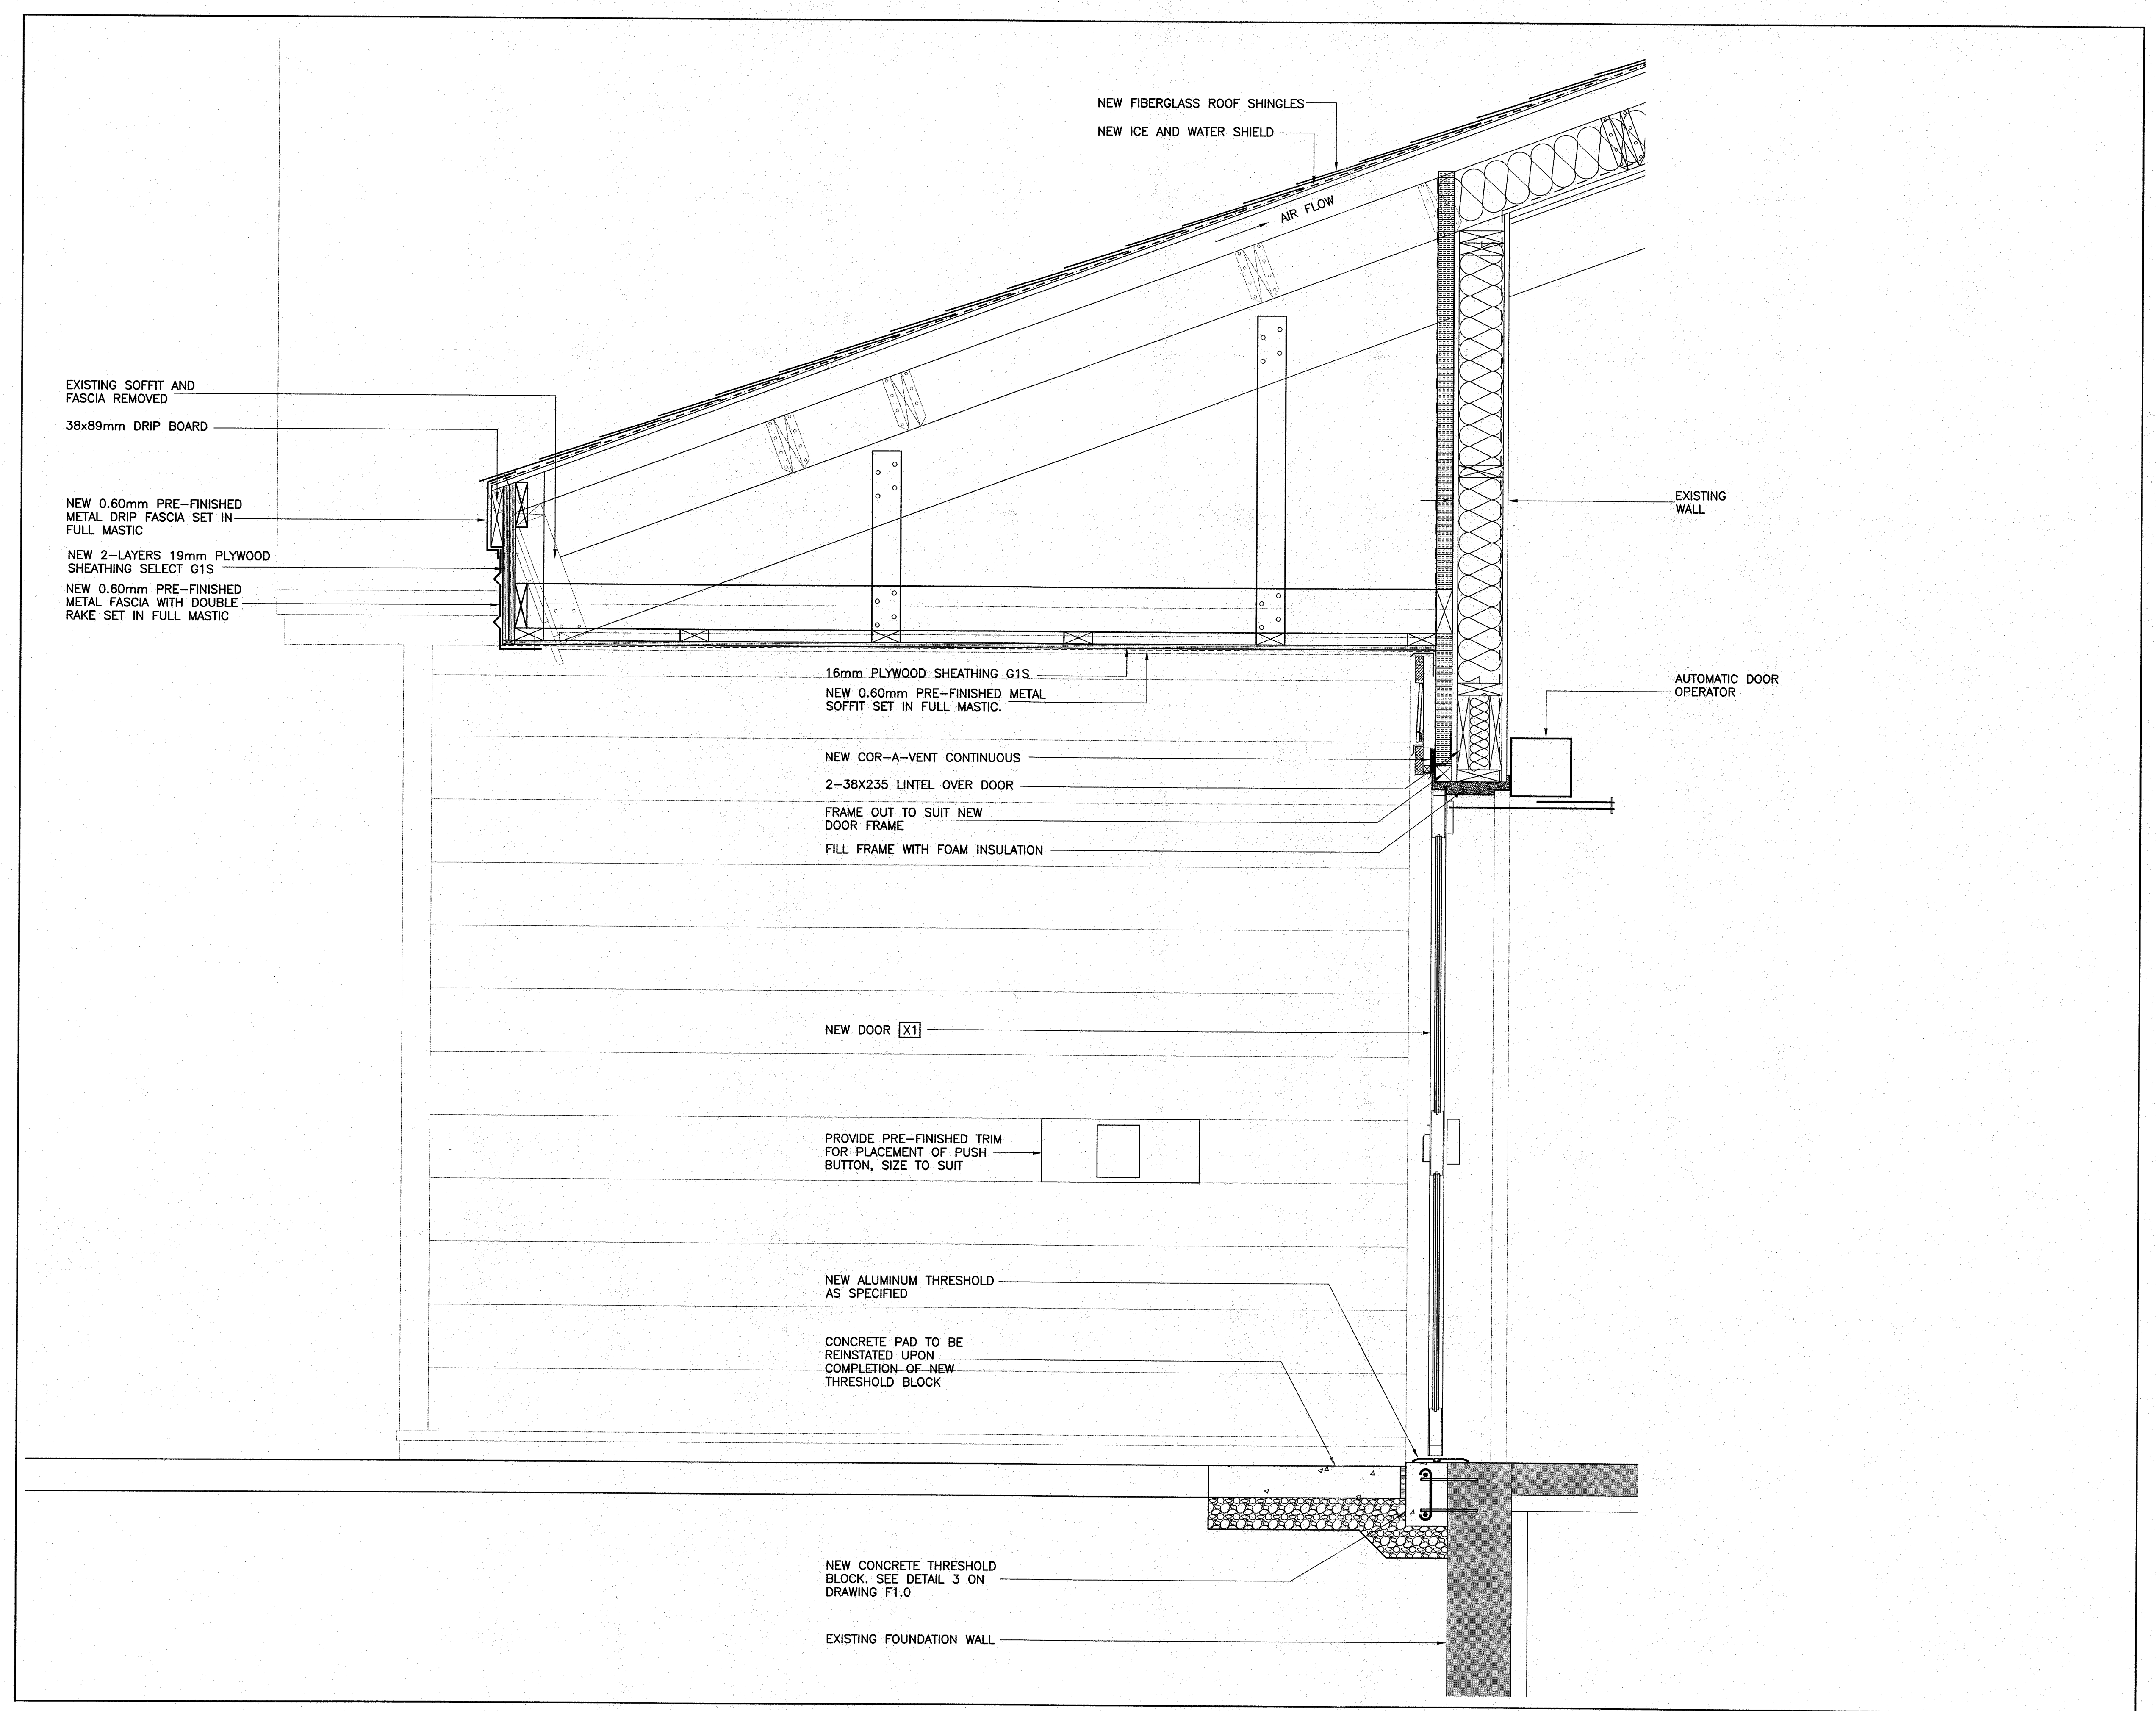 NEW FIBERGLASS ROOF SHINGLES
NEW ICE AND WATER SHIELD
AIR FLOW
EXISTING SOFFIT AND
FASCIA REMOVED
38x89mm DRIP BOARD
NEW 0.60mm PRE-FINISHED
METAL DRIP FASCIA SET IN
FULL MASTIC
NEW 2-LAYERS 19mm PLYWOOD
SHEATHING SELECT G1S
NEW 0.60mm PRE-FINISHED
METAL FASCIA WITH DOUBLE
RAKE SET IN FULL MASTIC
EXISTING
WALL
16mm PLYWOOD SHEATHING G1S
NEW 0.60mm PRE-FINISHED METAL
SOFFIT SET IN FULL MASTIC.
AUTOMATIC DOOR
OPERATOR
NEW COR-A-VENT CONTINUOUS
2-38X235 LINTEL OVER DOOR
FRAME OUT TO SUIT NEW
DOOR FRAME
FILL FRAME WITH FOAM INSULATION
NEW DOOR X1
PROVIDE PRE-FINISHED TRIM
FOR PLACEMENT OF PUSH
BUTTON, SIZE TO SUIT
NEW ALUMINUM THRESHOLD
AS SPECIFIED
CONCRETE PAD TO BE
REINSTATED UPON
COMPLETION OF NEW
THRESHOLD BLOCK
NEW CONCRETE THRESHOLD
BLOCK. SEE DETAIL 3 ON
DRAWING F1.0
EXISTING FOUNDATION WALL